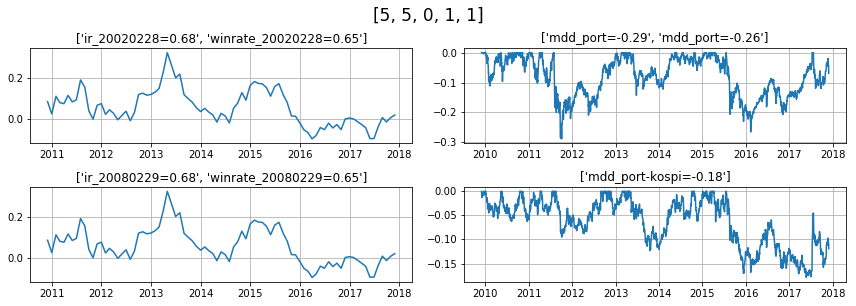 [5, 5, 0, 1, 1]
['ir_20020228=0.68', 'winrate_20020228=0.65']
0.2
0.0
2011 2012 2013 2014 2015 2016 2017 2018
['mdd_port=-0.29', 'mdd_port=-0.26']
0.0
−0.1
−0.2
−0.3
2010 2011 2012 2013 2014 2015 2016 2017 2018
['ir_20080229=0.68', 'winrate_20080229=0.65']
0.2
0.0
2011 2012 2013 2014 2015 2016 2017 2018
['mdd_port-kospi=-0.18']
0.00
−0.05
−0.10
−0.15
2010 2011 2012 2013 2014 2015 2016 2017 2018